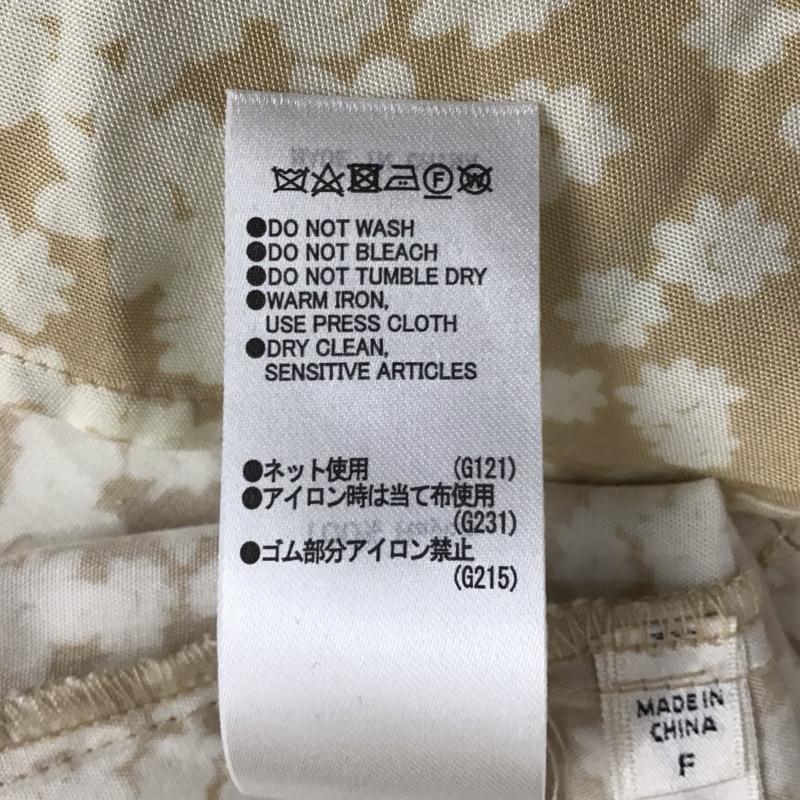 ●DO NOT WASH
●DO NOT BLEACH
●DO NOT TUMBLE DRY
●WARM IRON,
USE PRESS CLOTH
●DRY CLEAN,
SENSITIVE ARTICLES
●ネット使用 (G121)
●アイロン時は当て布使用
(G231)
●ゴム部分アイロン禁止
(G215)
MADE IN
CHINA
F